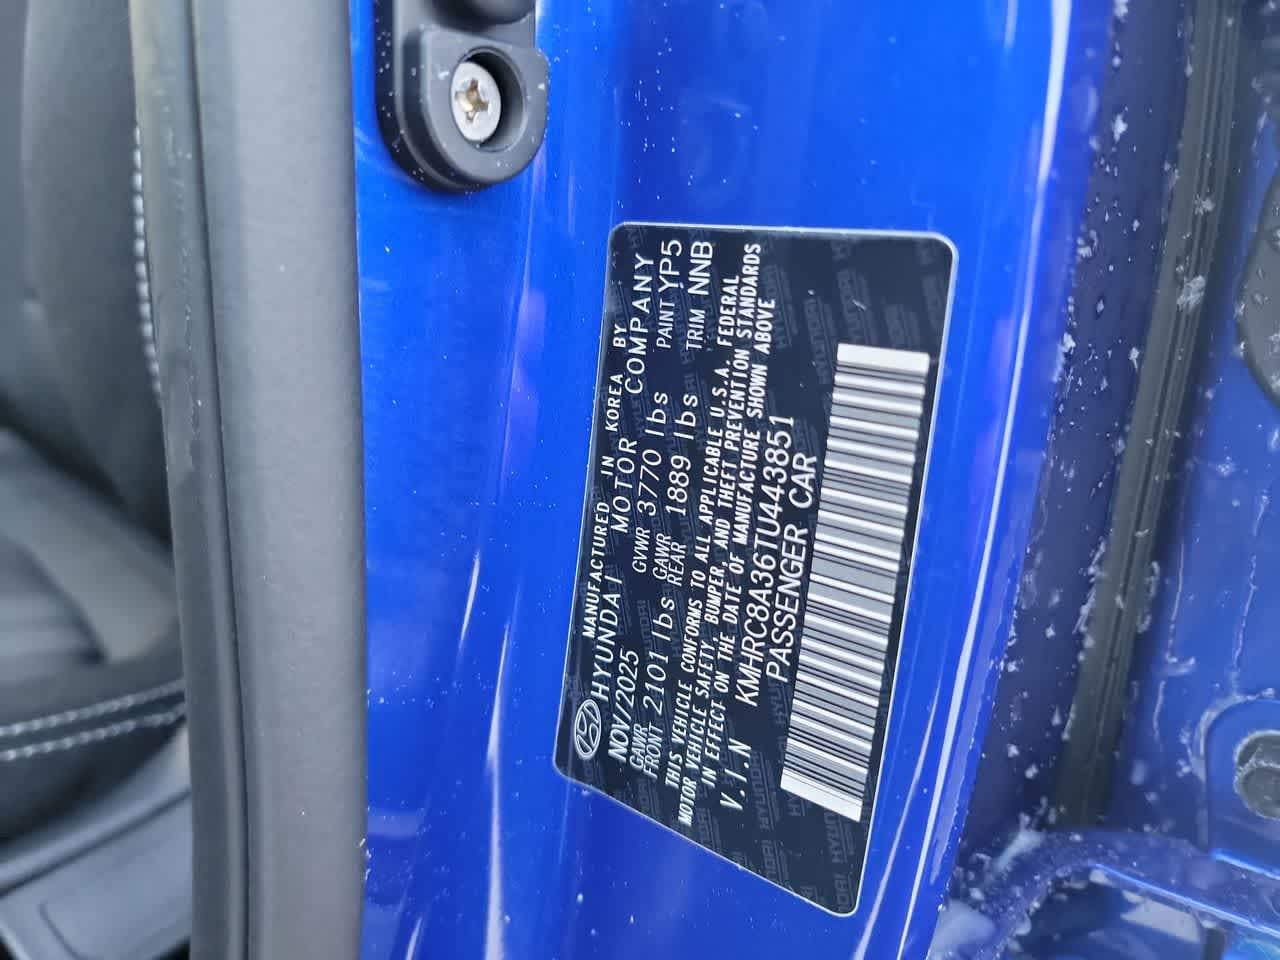 MANUFACTURED IN KOREA BY
HYUNDAI MOTOR COMPANY
NOV/2025 GVWR 3770 lbs PAINT YP5
GAWR FRONT 2101 lbs GAWR REAR 1889 lbs TRIM NNB
THIS VEHICLE CONFORMS TO ALL APPLICABLE U.S.A. FEDERAL
MOTOR VEHICLE SAFETY, BUMPER, AND THEFT PREVENTION STANDARDS
IN EFFECT ON THE DATE OF MANUFACTURE SHOWN ABOVE
V.I.N KMHRC8A36TU443851
PASSENGER CAR